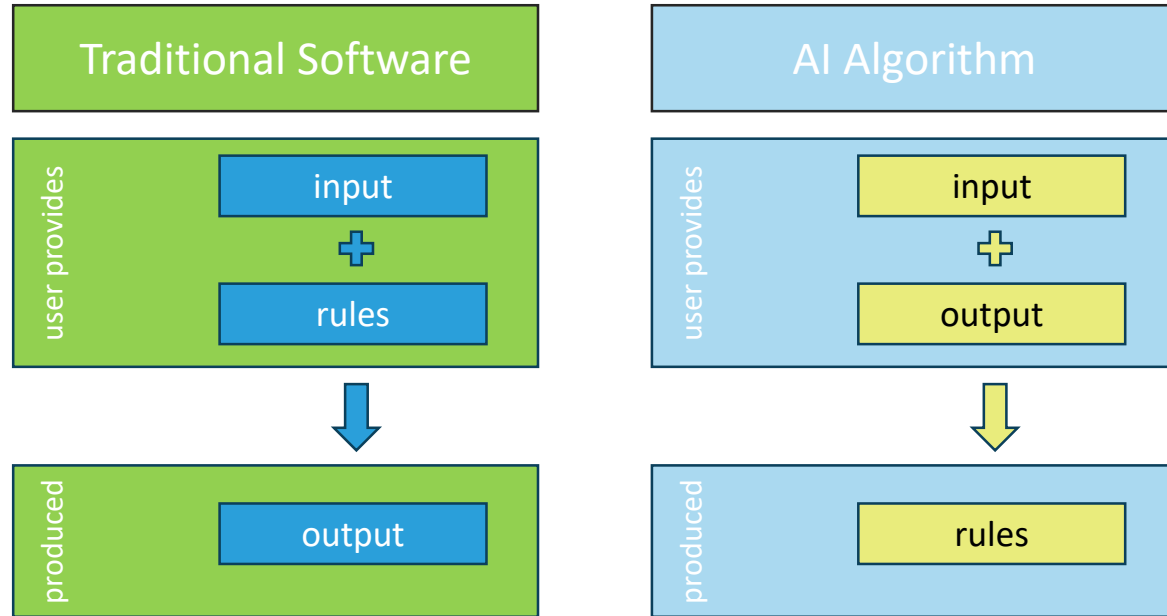 Traditional Software
user provides
input
rules
produced
output
AI Algorithm
user provides
input
output
produced
rules